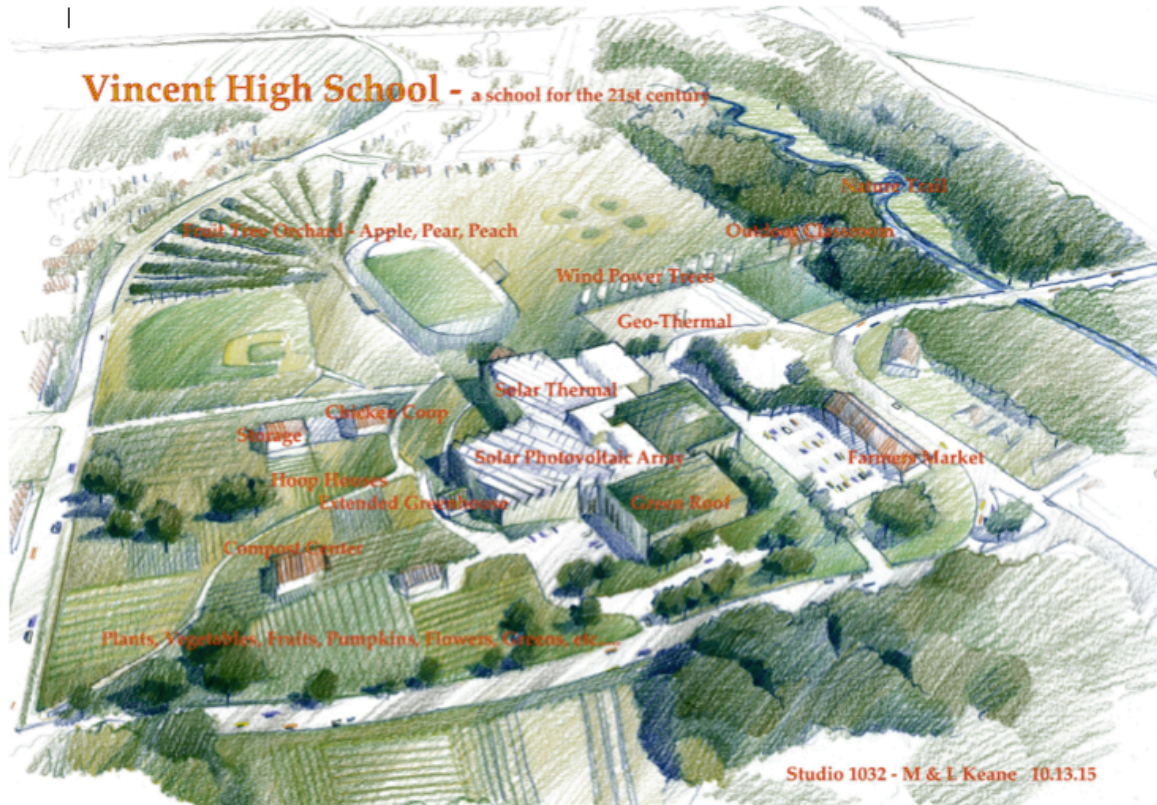 Vincent High School - a school for the 21st century
Nature Trail
Fruit Tree Orchard - Apple, Pear, Peach
Outdoor Classroom
Wind Power Trees
Geo-Thermal
Solar Thermal
Chicken Coop
Storage
Solar Photovoltaic Array
Farmers Market
Hoop Houses
Extended Greenhouse
Green Roof
Compost Center
Plants, Vegetables, Fruits, Pumpkins, Flowers, Greens, etc....
Studio 1032 - M & L Keane 10.13.15